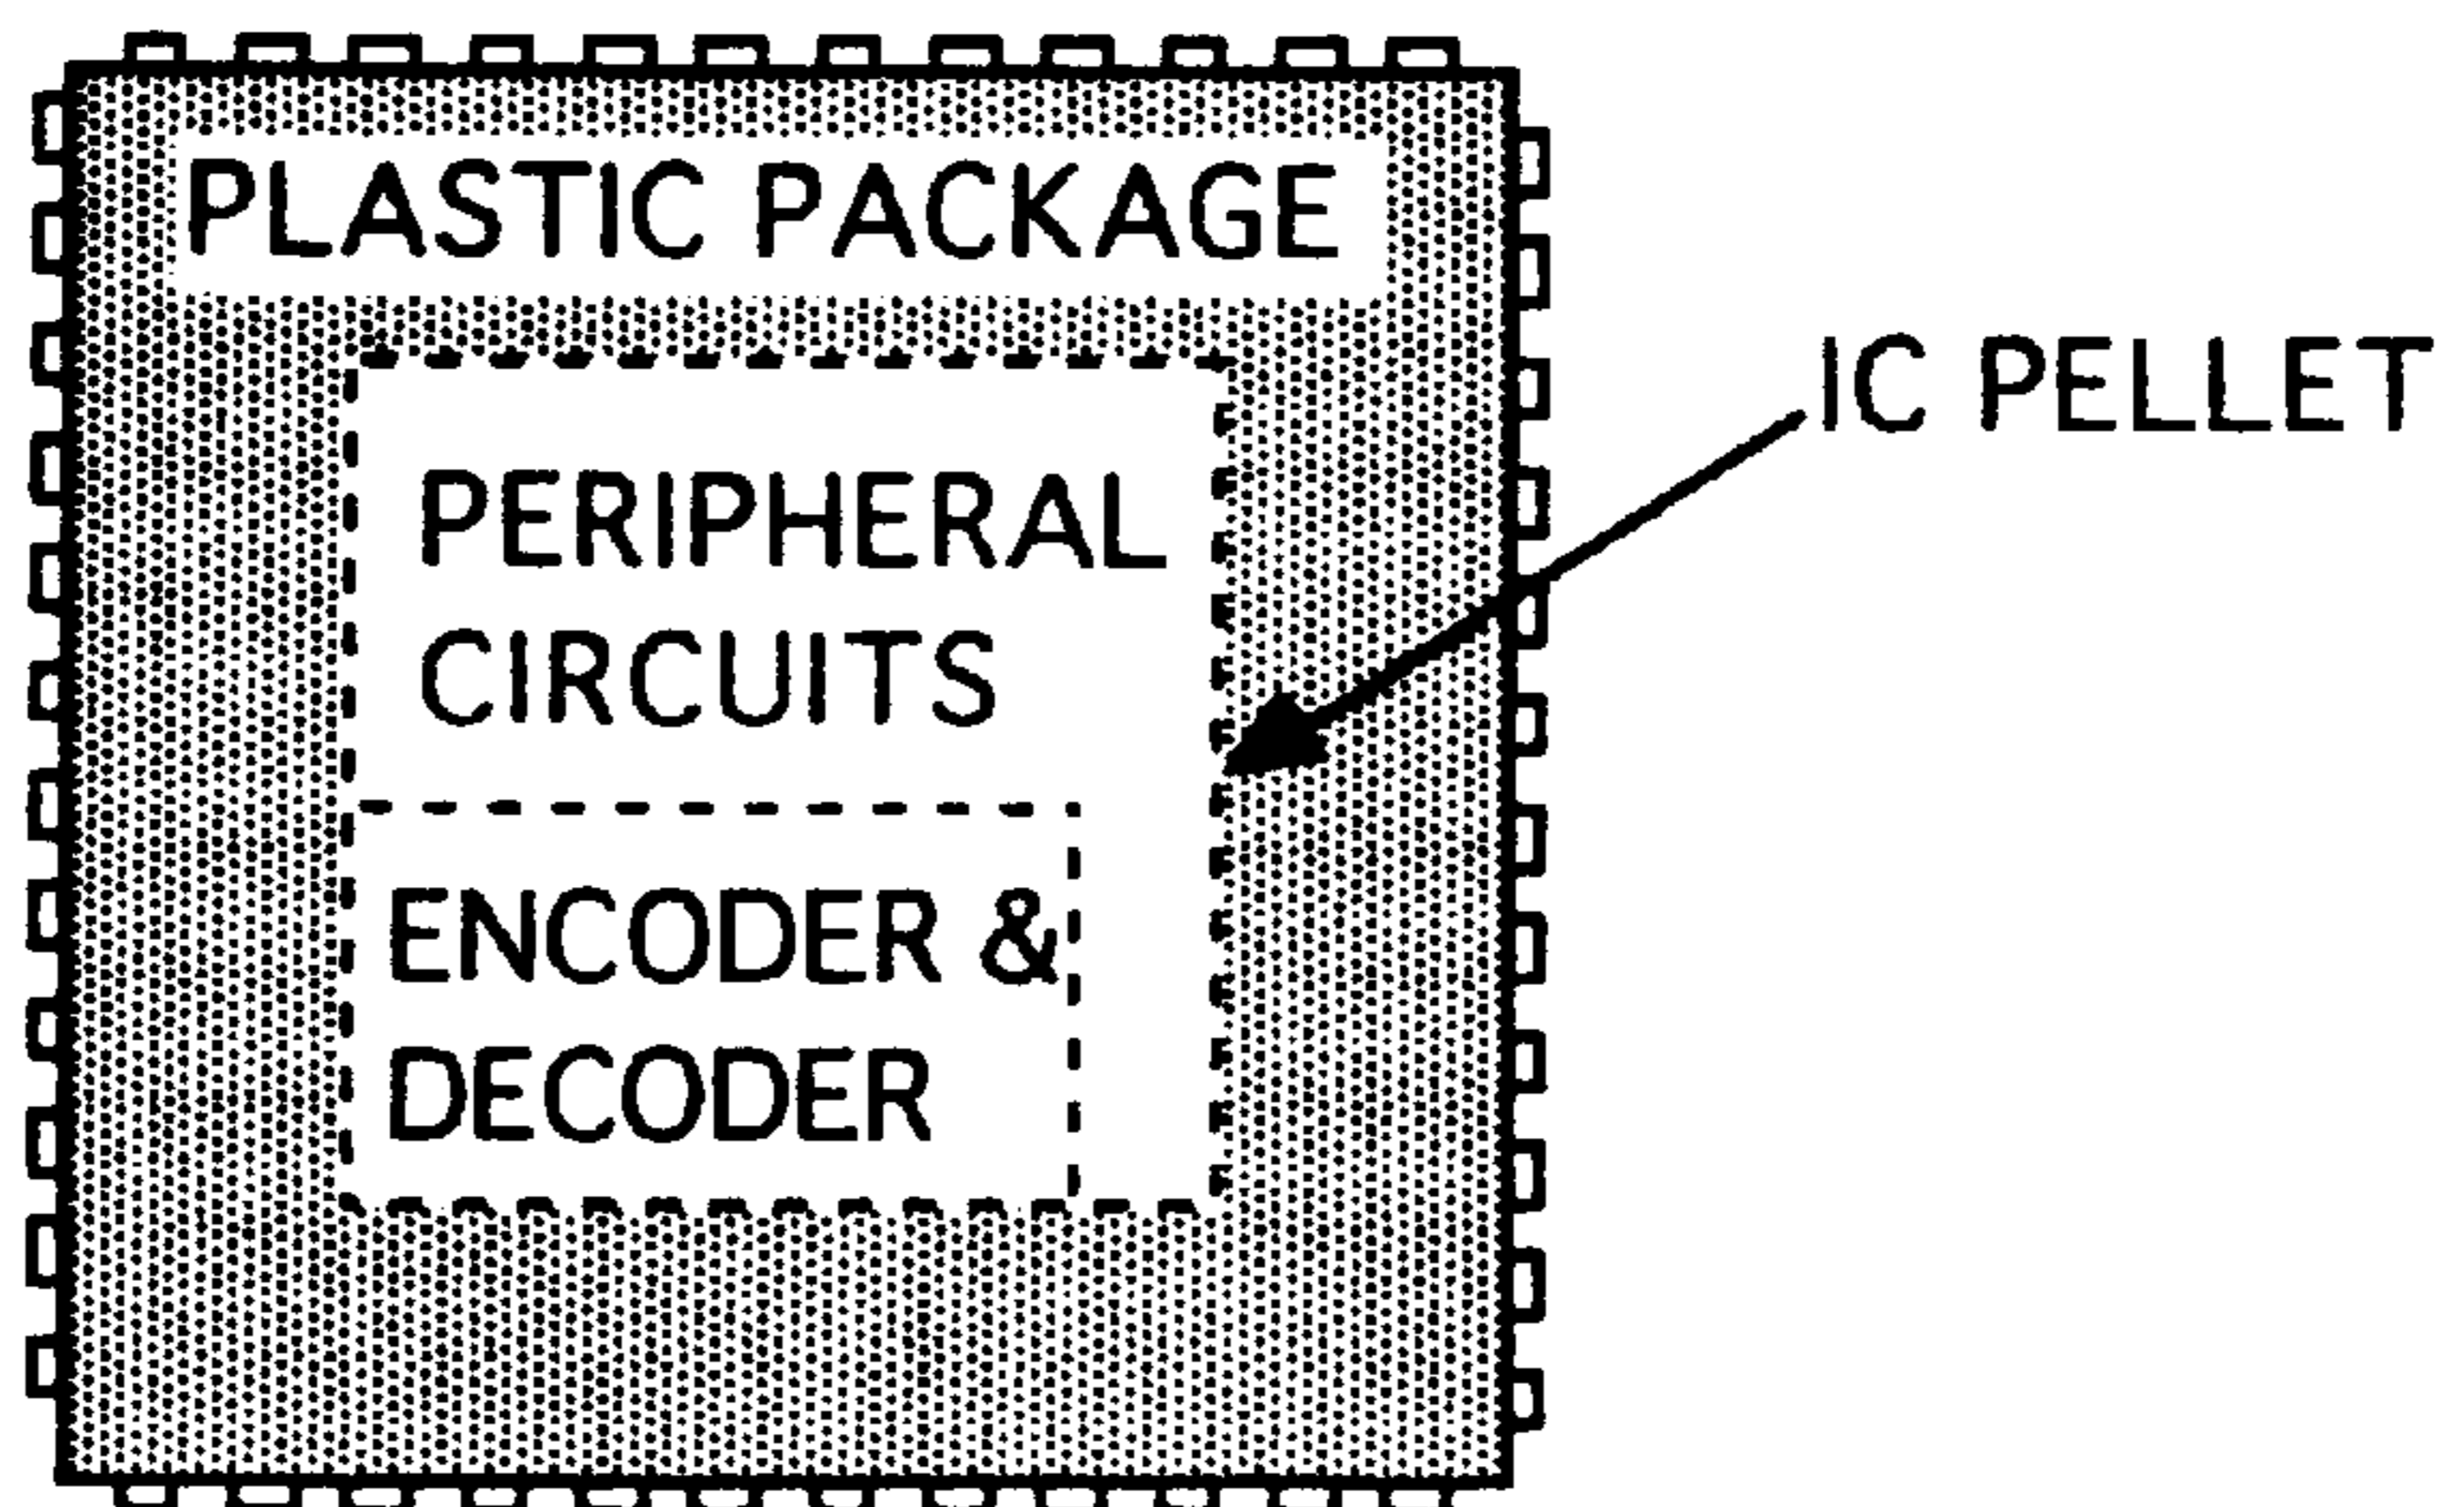 PLASTIC PACKAGE
IC PELLET
PERIPHERAL
CIRCUITS
ENCODER &
DECODER